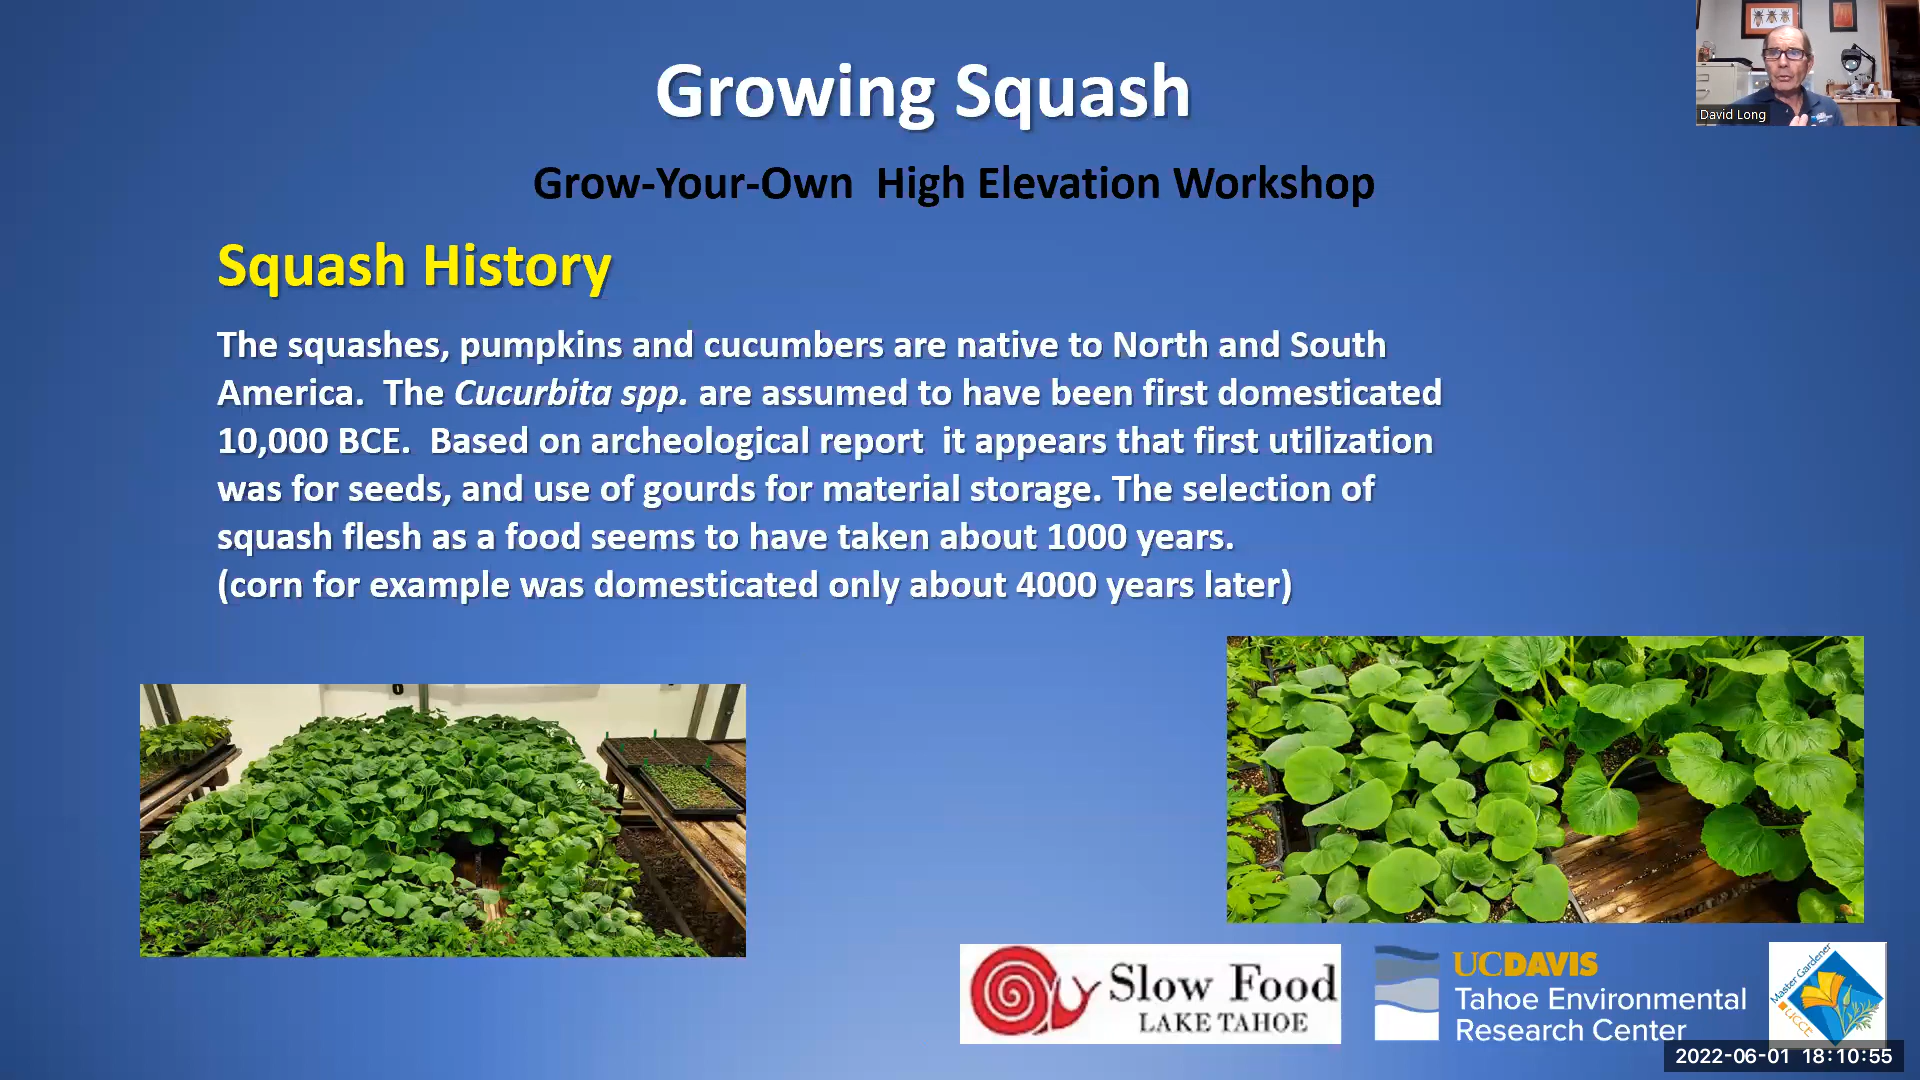 Growing Squash
David Long
Grow-Your-Own  High Elevation Workshop
Squash History
The squashes, pumpkins and cucumbers are native to North and South
America.  The Cucurbita spp. are assumed to have been first domesticated
10,000 BCE.  Based on archeological report  it appears that first utilization
was for seeds, and use of gourds for material storage. The selection of
squash flesh as a food seems to have taken about 1000 years.
(corn for example was domesticated only about 4000 years later)
Slow Food
LAKE TAHOE
UCDAVIS
Tahoe Environmental
Research Center
Master Gardener
UCCE
2022-06-01 18:10:55